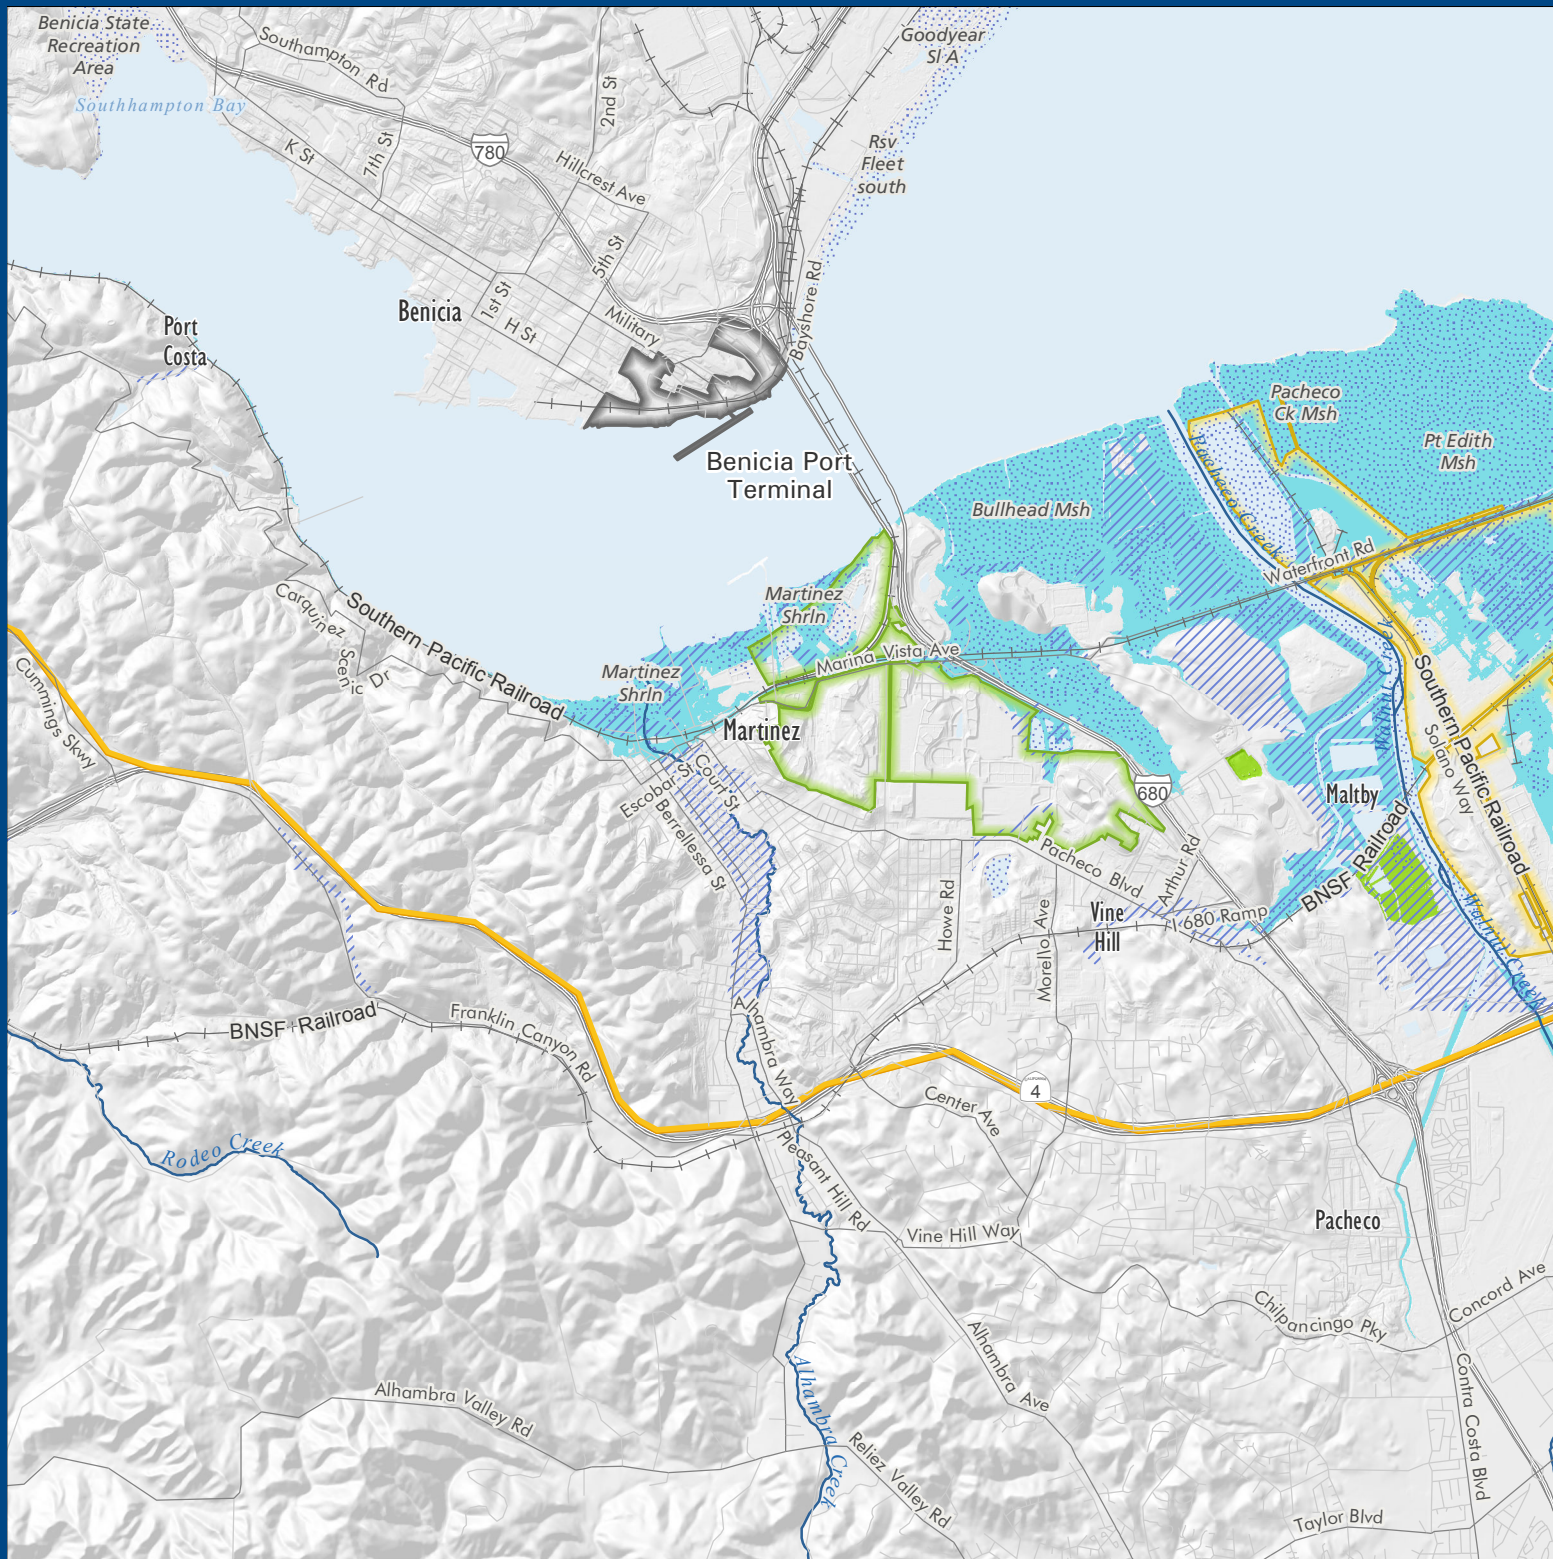 Benicia State
Recreation
Area
Southhampton Bay
Southampton Rd
2nd St
Goodyear
Sl A
K St
7th St
780
Hillcrest Ave
Rsv
Fleet
south
5th St
Bayshore Rd
Port
Costa
Benicia
1st St
H St
Military
Benicia Port
Terminal
Pacheco
Ck Msh
Pt Edith
Msh
Pacheco Creek
Bullhead Msh
Waterfront Rd
Carquinez Scenic Dr
Southern Pacific Railroad
Martinez
Shrln
Marina Vista Ave
Martinez
Shrln
Cummings Skwy
Martinez
Walnut Creek
Southern Pacific Railroad
Solano Way
Escobar St
Court St
Berrellessa St
680
Maltby
Pacheco Blvd
Arthur Rd
BNSF Railroad
Howe Rd
Morello Ave
Vine
Hill
680 Ramp
Walnut Creek
BNSF Railroad
Franklin Canyon Rd
Alhambra Way
Center Ave
4
Rodeo Creek
Pleasant Hill Rd
Vine Hill Way
Pacheco
Chilpancingo Pky
Concord Ave
Alhambra Ave
Alhambra Valley Rd
Alhambra Creek
Reliez Valley Rd
Contra Costa Blvd
Taylor Blvd